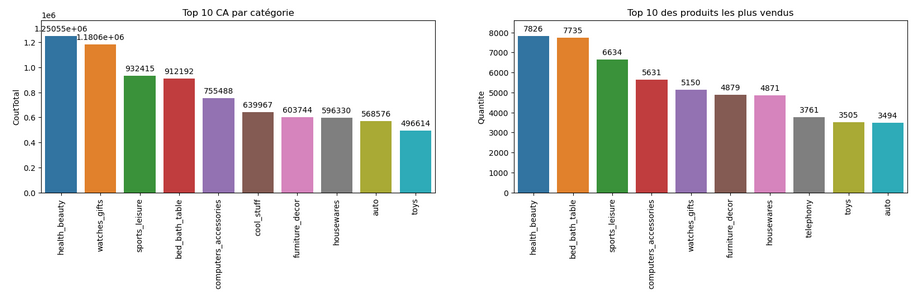 1e6
Top 10 CA par catégorie
1.25055e+06
1.1806e+06
932415
912192
755488
639967
603744
596330
568576
496614
1.2
1.0
0.8
0.6
0.4
0.2
0.0
CoutTotal
health_beauty
watches_gifts
sports_leisure
bed_bath_table
computers_accessories
cool_stuff
furniture_decor
housewares
auto
toys
Top 10 des produits les plus vendus
7826
7735
6634
5631
5150
4879
4871
3761
3505
3494
8000
7000
6000
5000
4000
3000
2000
1000
0
Quantite
health_beauty
bed_bath_table
sports_leisure
computers_accessories
watches_gifts
furniture_decor
housewares
telephony
toys
auto